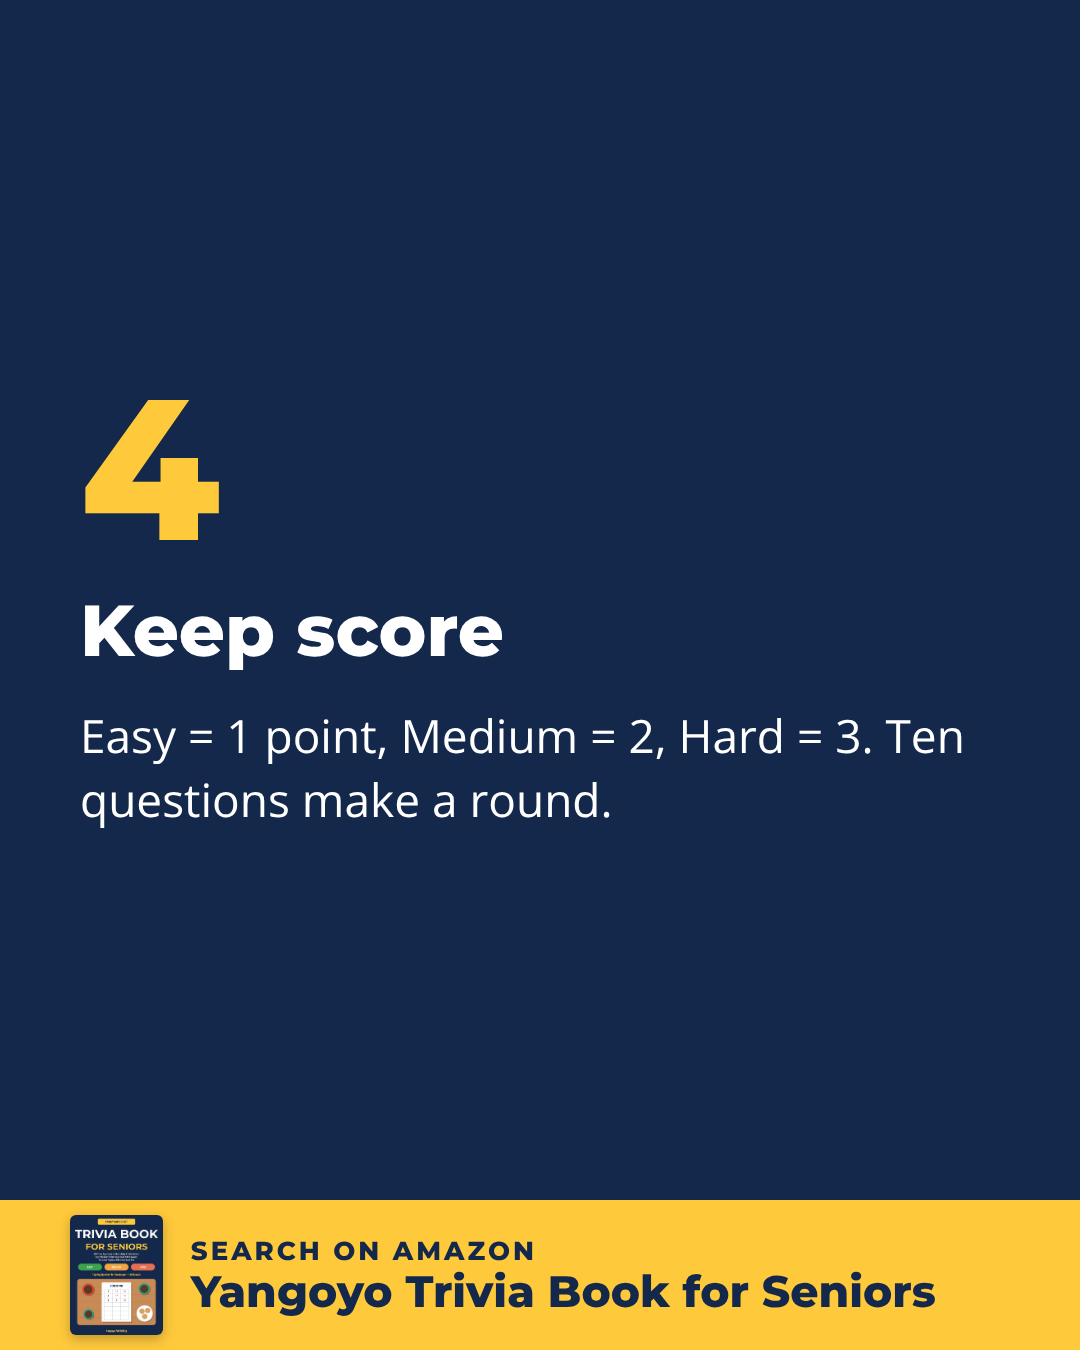 4
Keep score
Easy = 1 point, Medium = 2, Hard = 3. Ten
questions make a round.
TRIVIA BOOK
FOR SENIORS
SEARCH ON AMAZON
Yangoyo Trivia Book for Seniors